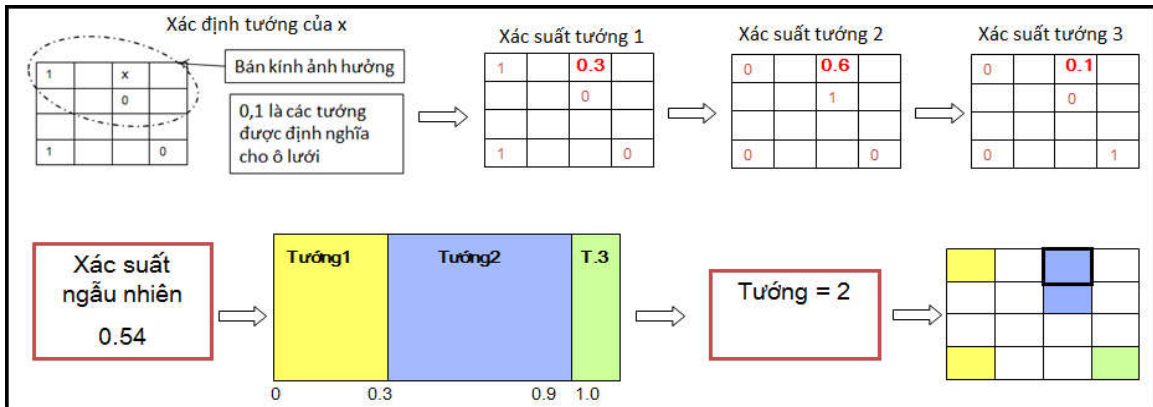 Xác định tướng của x
1 x
0
1 0
Bán kính ảnh hưởng
0,1 là các tướng
được định nghĩa
cho ô lưới
Xác suất tướng 1
1 0.3
0
1 0
Xác suất tướng 2
0 0.6
1
0 0
Xác suất tướng 3
0 0.1
0
0 1
Xác suất
ngẫu nhiên
0.54
Tướng1 Tướng2 T.3
0 0.3 0.9 1.0
Tướng = 2